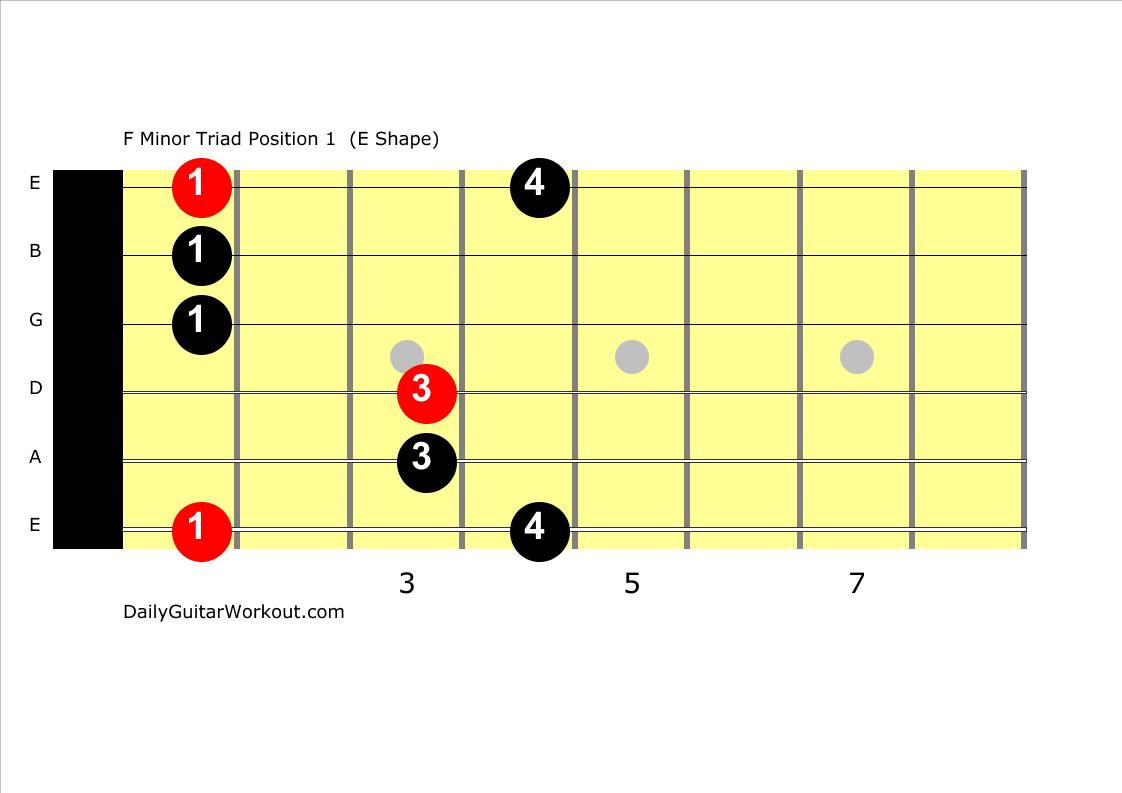 F Minor Triad Position 1 (E Shape)
E 1 4
B 1
G 1
D 3
A 3
E 1 4
3 5 7
DailyGuitarWorkout.com